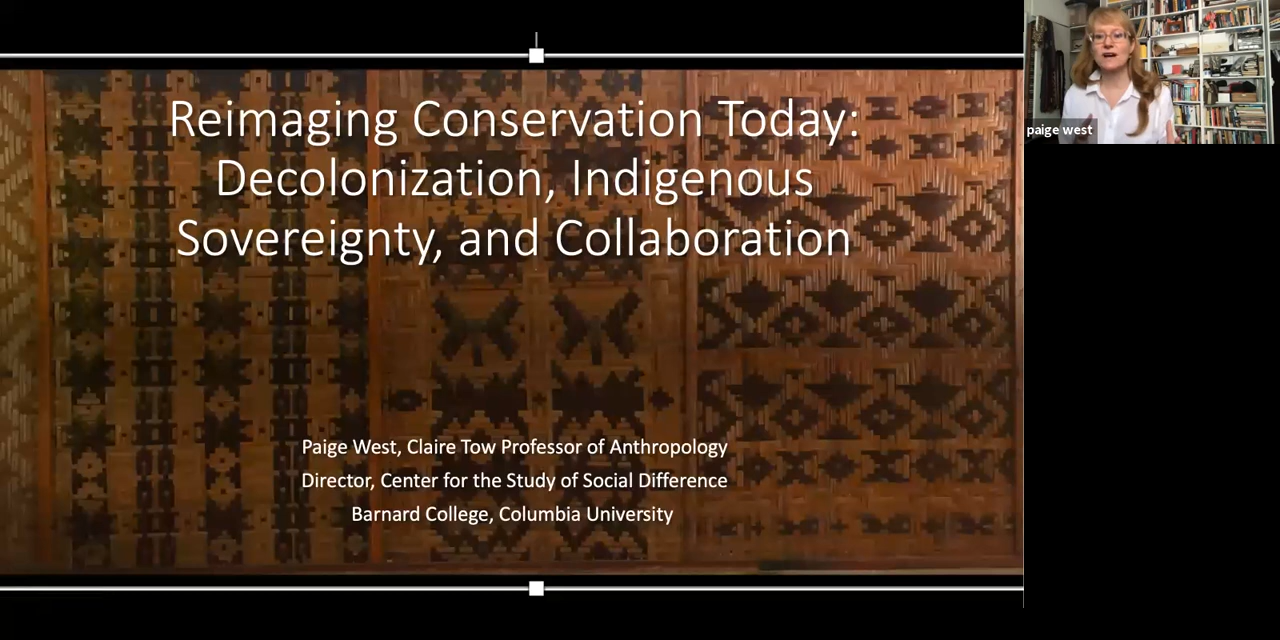 Reimaging Conservation Today:
Decolonization, Indigenous
Sovereignty, and Collaboration
Paige West, Claire Tow Professor of Anthropology
Director, Center for the Study of Social Difference
Barnard College, Columbia University
paige west